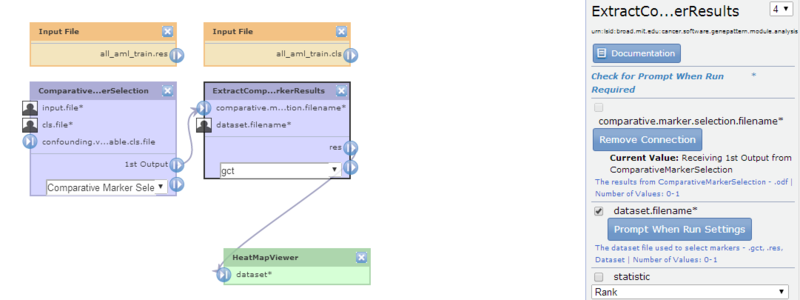 Input File
all_aml_train.res
Input File
all_aml_train.cls
Comparative...erSelection
input.file*
cls.file*
confounding.v...able.cls.file
1st Output
Comparative Marker Sele
ExtractComp...rkerResults
comparative.m...tion.filename*
dataset.filename*
res
gct
HeatMapViewer
dataset*
ExtractCo...erResults
4
urn:lsid:broad.mit.edu:cancer.software.genepattern.module.analysis
Documentation
Check for Prompt When Run *
Required
comparative.marker.selection.filename*
Remove Connection
Current Value: Receiving 1st Output from
ComparativeMarkerSelection
The results from ComparativeMarkerSelection - .odf |
Number of Values: 0-1
dataset.filename*
Prompt When Run Settings
The dataset file used to select markers - .gct, .res,
Dataset | Number of Values: 0-1
statistic
Rank